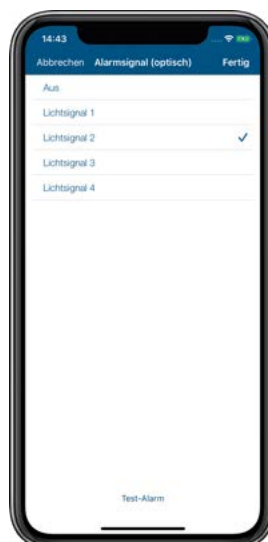 14:43
Abbrechen Alarmsignal (optisch) Fertig
Aus
Lichtsignal 1
Lichtsignal 2
Lichtsignal 3
Lichtsignal 4
Test-Alarm